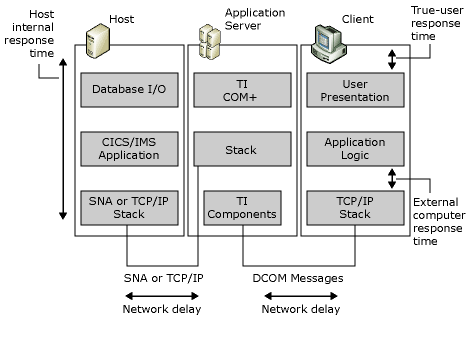 Host
internal
response
time
Host
Application
Server
Client
True-user
response
time
Database I/O
TI
COM+
User
Presentation
CICS/IMS
Application
Stack
Application
Logic
SNA or TCP/IP
Stack
TI
Components
TCP/IP
Stack
External
computer
response
time
SNA or TCP/IP
DCOM Messages
Network delay
Network delay